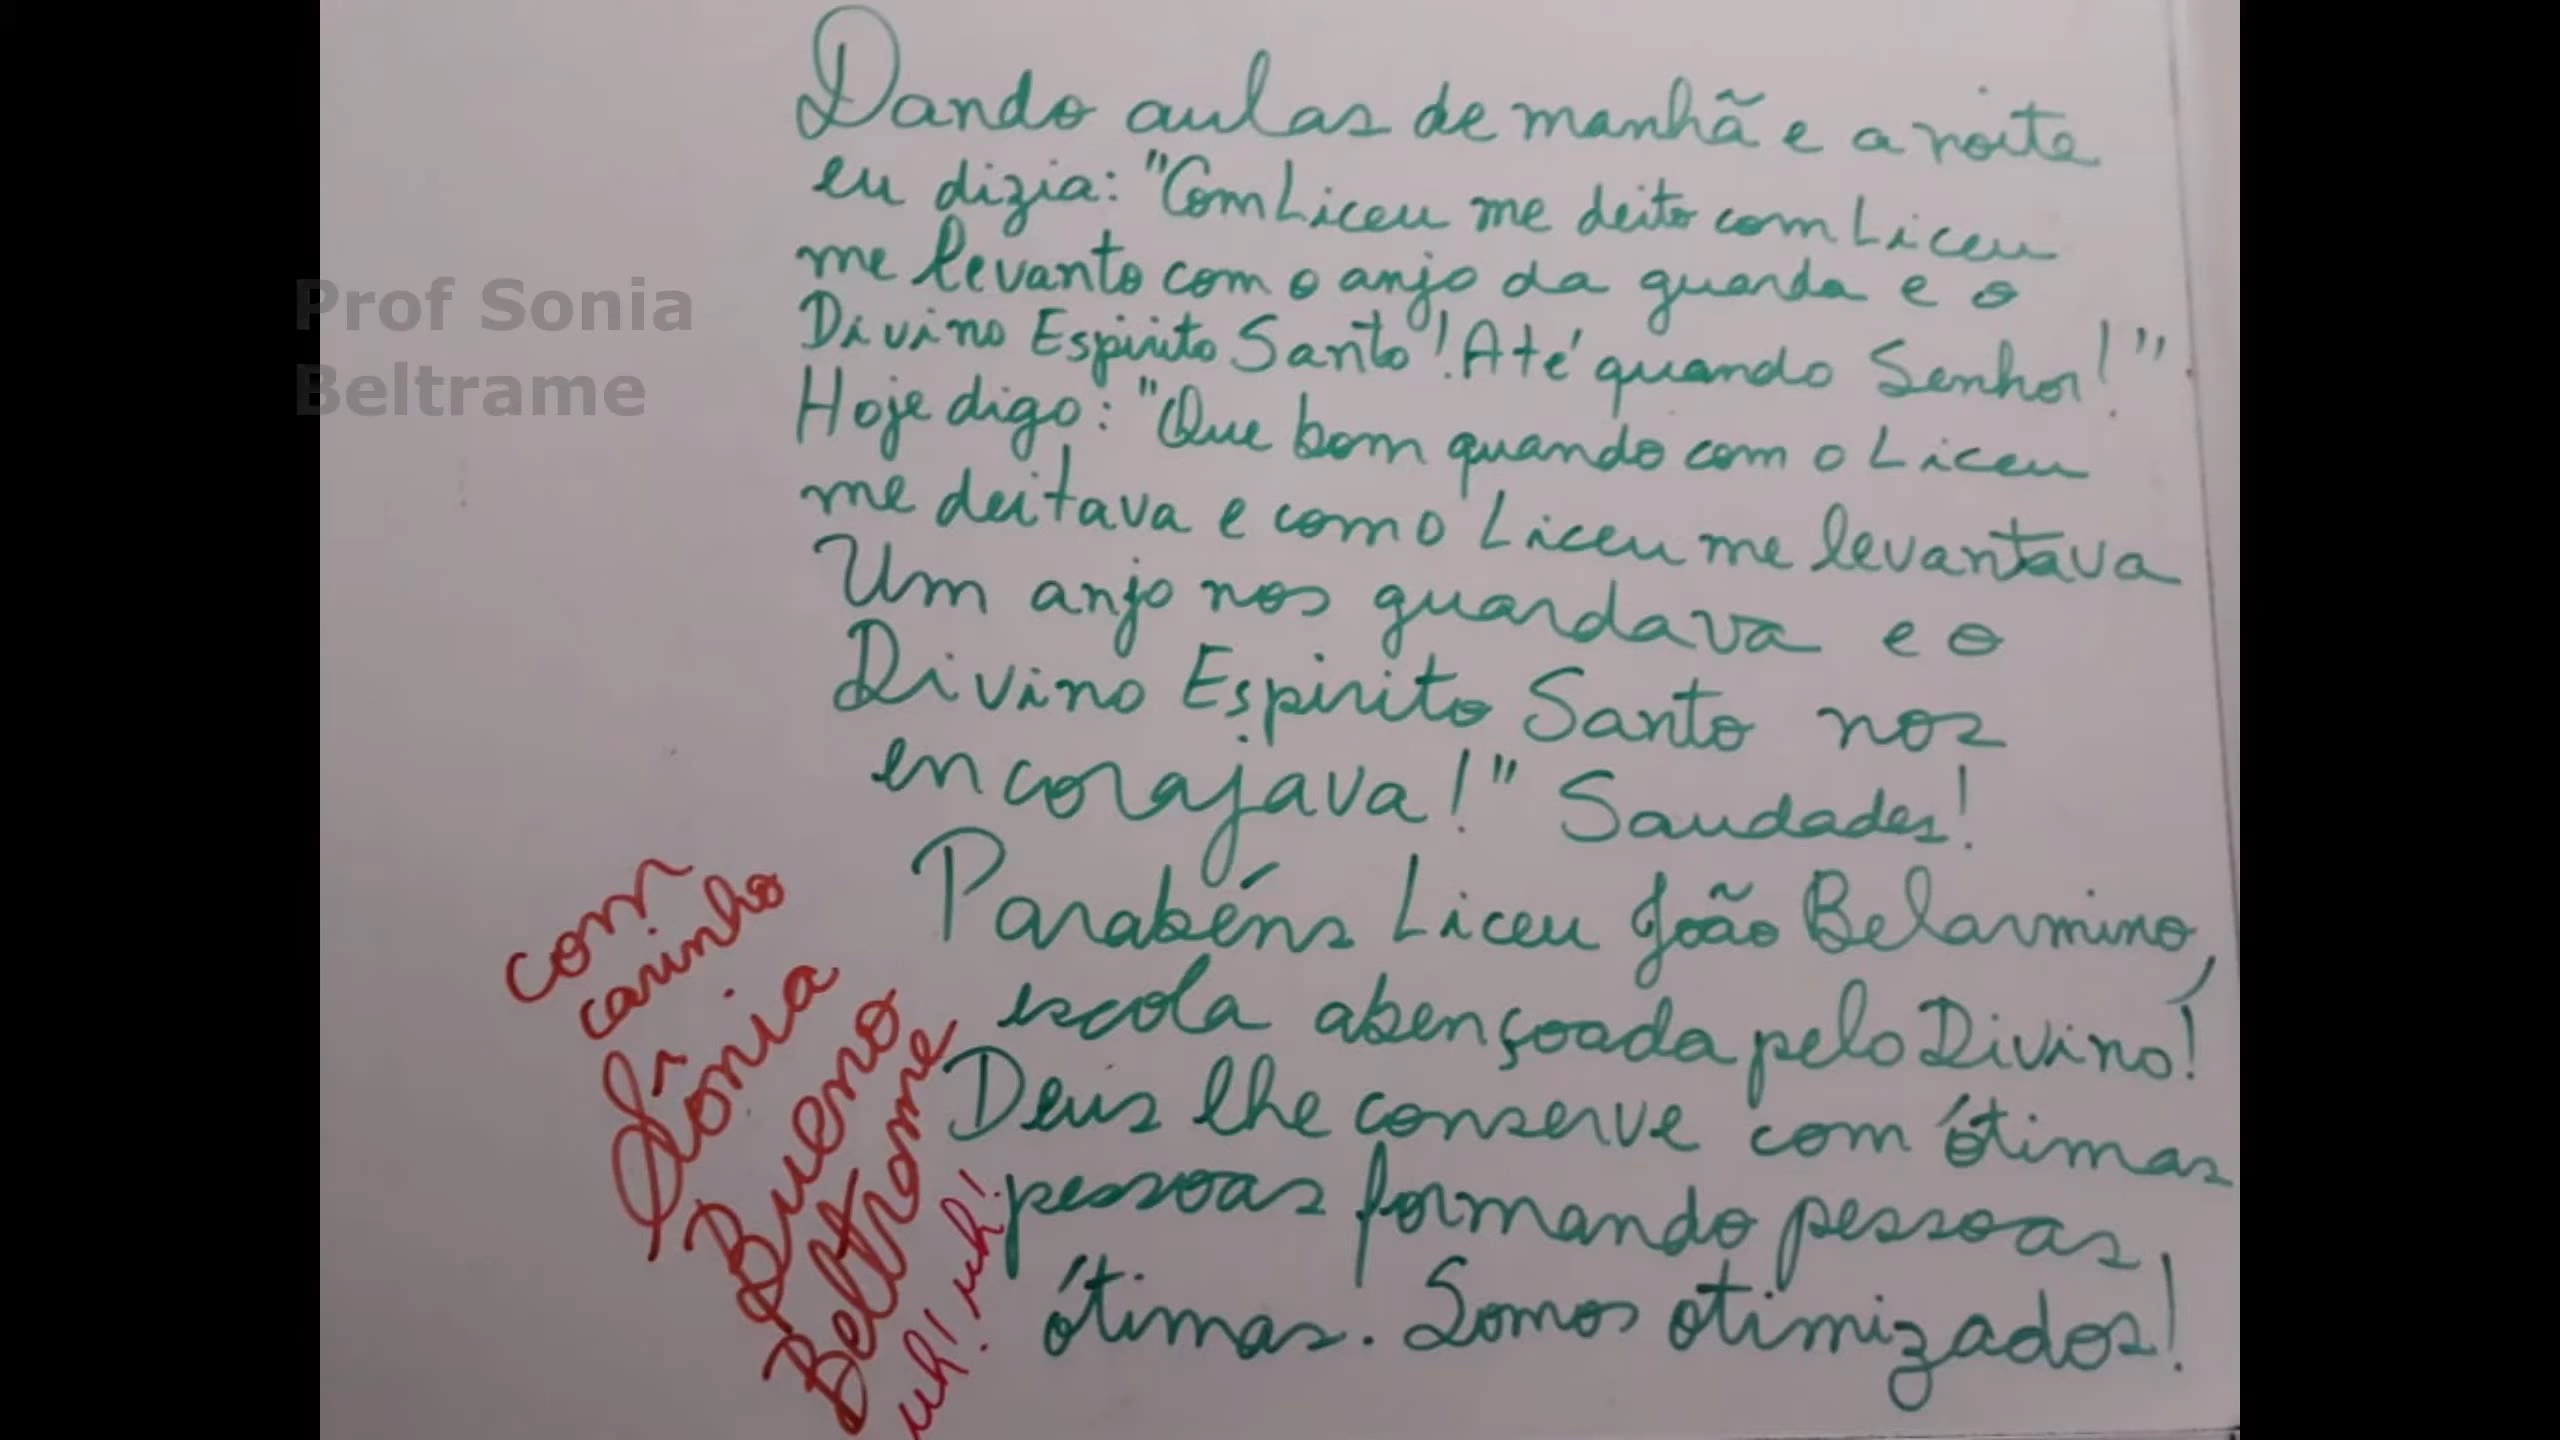 Prof Sonia
Beltrame
Dando aulas de manhã e a noite
eu dizia: "Com Liceu me deito com Liceu
me levanto com o anjo da guarda e o
Divino Espirito Santo! Até quando Senhor!"
Hoje digo: "Que bom quando com o Liceu
me deitava e com o Liceu me levantava
Um anjo nos guardava e o
Divino Espirito Santo nos
encorajava!" Saudades!
Parabéns Liceu João Belarmino,
escola abençoada pelo Divino!
Deus lhe conserve com ótimas
pessoas formando pessoas
ótimas. Somos otimizados!
com
carinho
Sônia
Bueno
Beltrame
uh! uh!